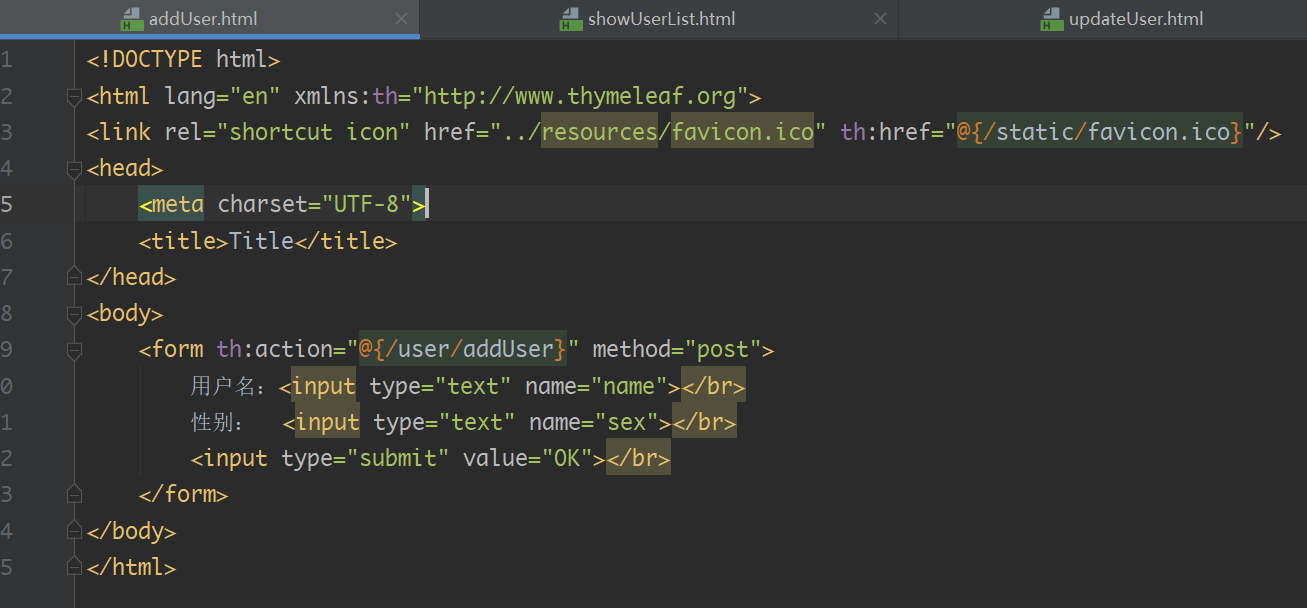 addUser.html showUserList.html updateUser.html
1 <!DOCTYPE html>
2 <html lang="en" xmlns:th="http://www.thymeleaf.org">
3 <link rel="shortcut icon" href="../resources/favicon.ico" th:href="@{/static/favicon.ico}"/>
4 <head>
5     <meta charset="UTF-8">
6     <title>Title</title>
7 </head>
8 <body>
9     <form th:action="@{/user/addUser}" method="post">
0         用户名：<input type="text" name="name"></br>
1         性别：  <input type="text" name="sex"></br>
2         <input type="submit" value="OK"></br>
3     </form>
4 </body>
5 </html>